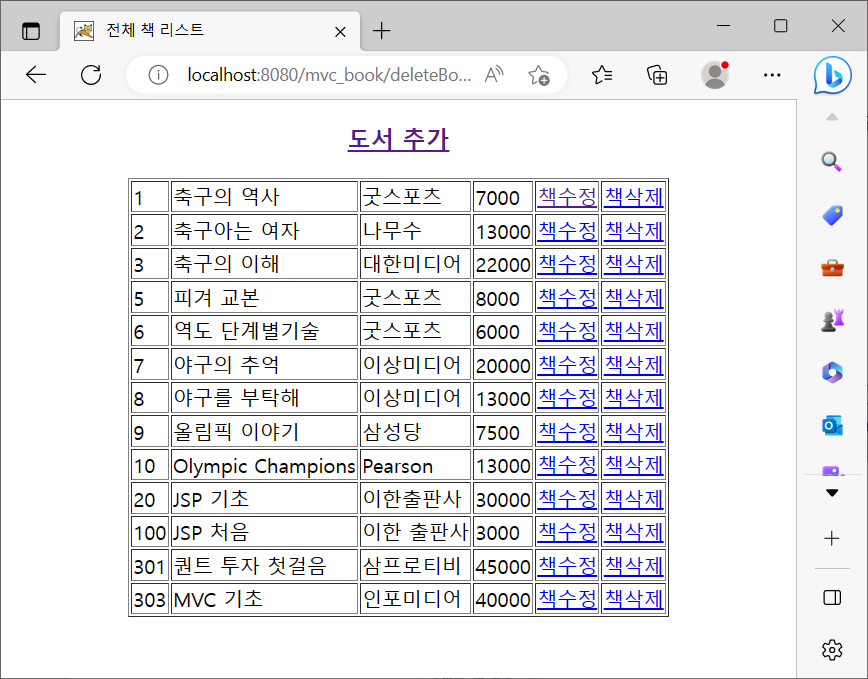 전체 책 리스트
localhost:8080/mvc_book/deleteBo...
도서 추가
1 축구의 역사 굿스포츠 7000 책수정 책삭제
2 축구아는 여자 나무수 13000 책수정 책삭제
3 축구의 이해 대한미디어 22000 책수정 책삭제
5 피겨 교본 굿스포츠 8000 책수정 책삭제
6 역도 단계별기술 굿스포츠 6000 책수정 책삭제
7 야구의 추억 이상미디어 20000 책수정 책삭제
8 야구를 부탁해 이상미디어 13000 책수정 책삭제
9 올림픽 이야기 삼성당 7500 책수정 책삭제
10 Olympic Champions Pearson 13000 책수정 책삭제
20 JSP 기초 이한출판사 30000 책수정 책삭제
100 JSP 처음 이한 출판사 3000 책수정 책삭제
301 퀀트 투자 첫걸음 삼프로티비 45000 책수정 책삭제
303 MVC 기초 인포미디어 40000 책수정 책삭제